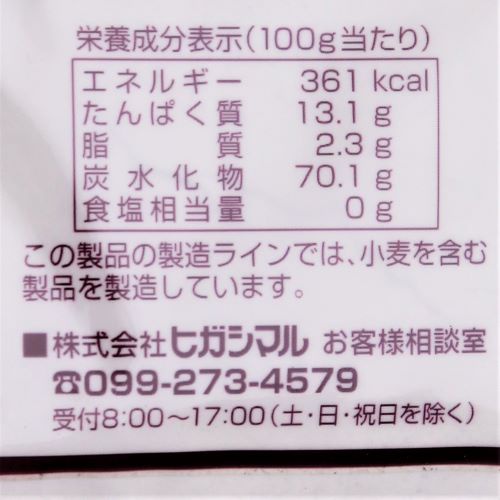 栄養成分表示(100g当たり)
エネルギー 361 kcal
たんぱく質 13.1 g
脂質 2.3 g
炭水化物 70.1 g
食塩相当量 0 g
この製品の製造ラインでは、小麦を含む
製品を製造しています。
■株式会社ヒガシマル お客様相談室
☎099-273-4579
受付8:00〜17:00(土・日・祝日を除く)